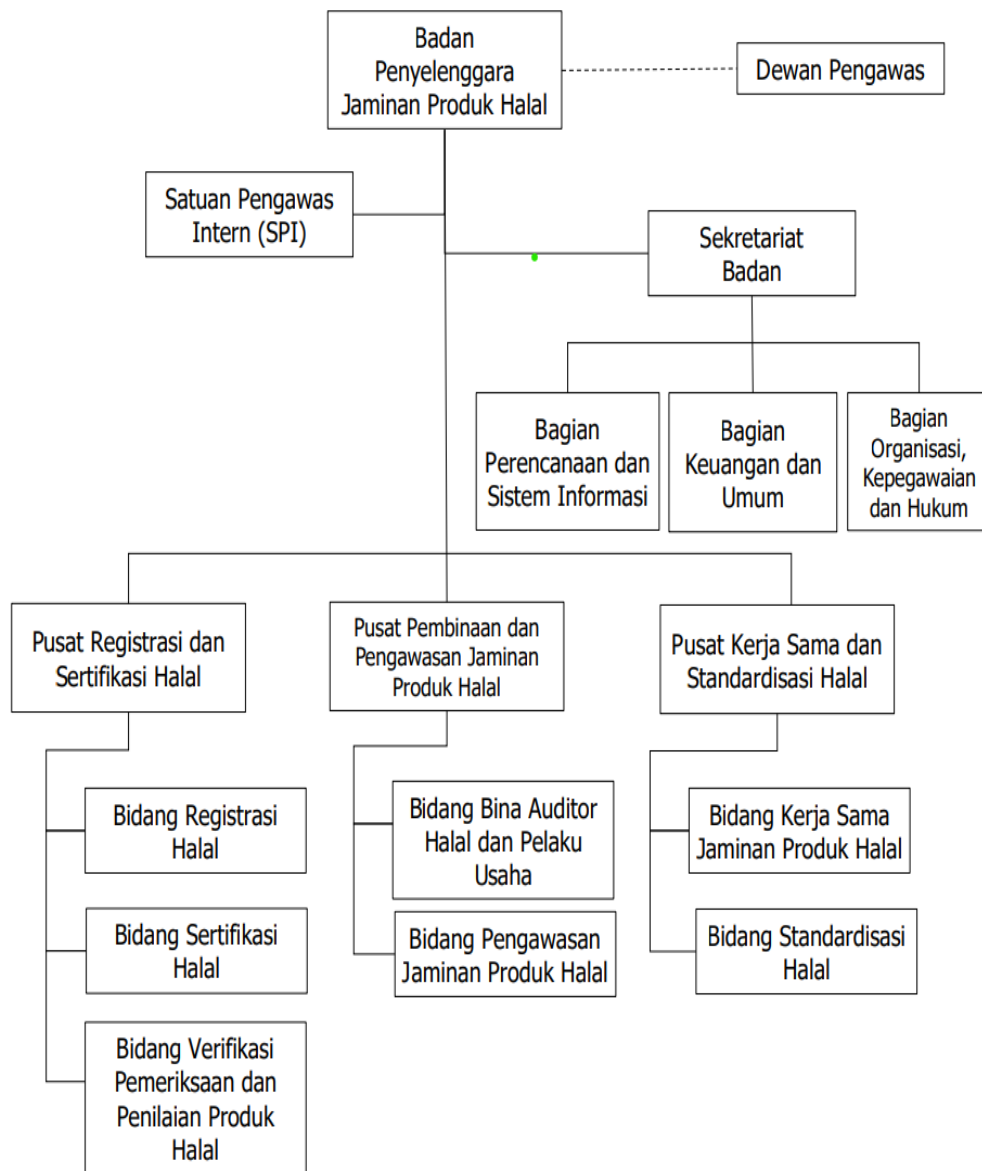 Badan
Penyelenggara
Jaminan Produk Halal
Dewan Pengawas
Satuan Pengawas
Intern (SPI)
Sekretariat
Badan
Bagian
Perencanaan dan
Sistem Informasi
Bagian
Keuangan dan
Umum
Bagian
Organisasi,
Kepegawaian
dan Hukum
Pusat Registrasi dan
Sertifikasi Halal
Pusat Pembinaan dan
Pengawasan Jaminan
Produk Halal
Pusat Kerja Sama dan
Standardisasi Halal
Bidang Registrasi
Halal
Bidang Sertifikasi
Halal
Bidang Verifikasi
Pemeriksaan dan
Penilaian Produk
Halal
Bidang Bina Auditor
Halal dan Pelaku
Usaha
Bidang Pengawasan
Jaminan Produk Halal
Bidang Kerja Sama
Jaminan Produk Halal
Bidang Standardisasi
Halal